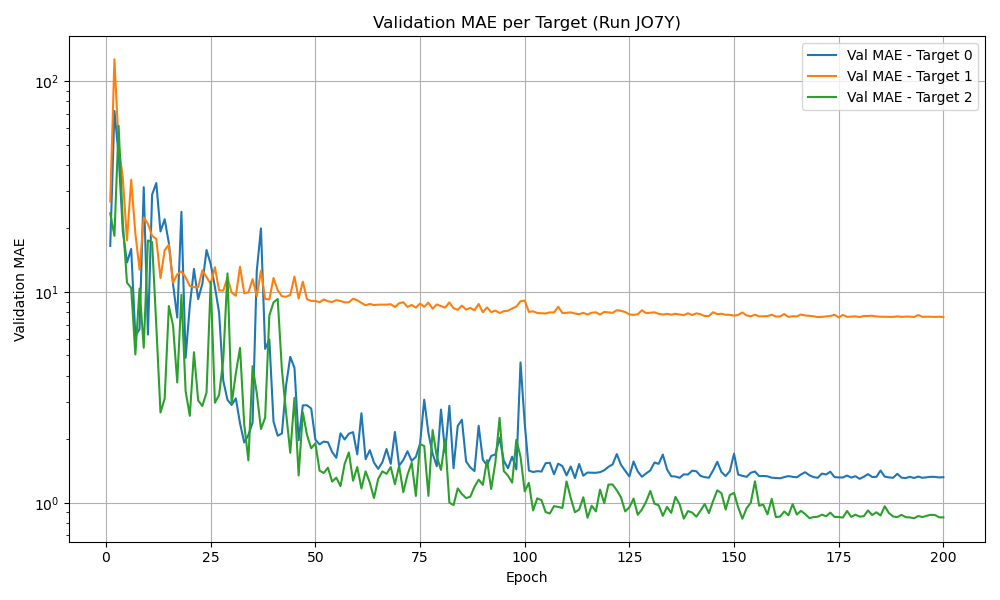 Validation MAE per Target (Run JO7Y)
Val MAE - Target 0
Val MAE - Target 1
Val MAE - Target 2
Validation MAE
10²
10¹
10⁰
0 25 50 75 100 125 150 175 200
Epoch